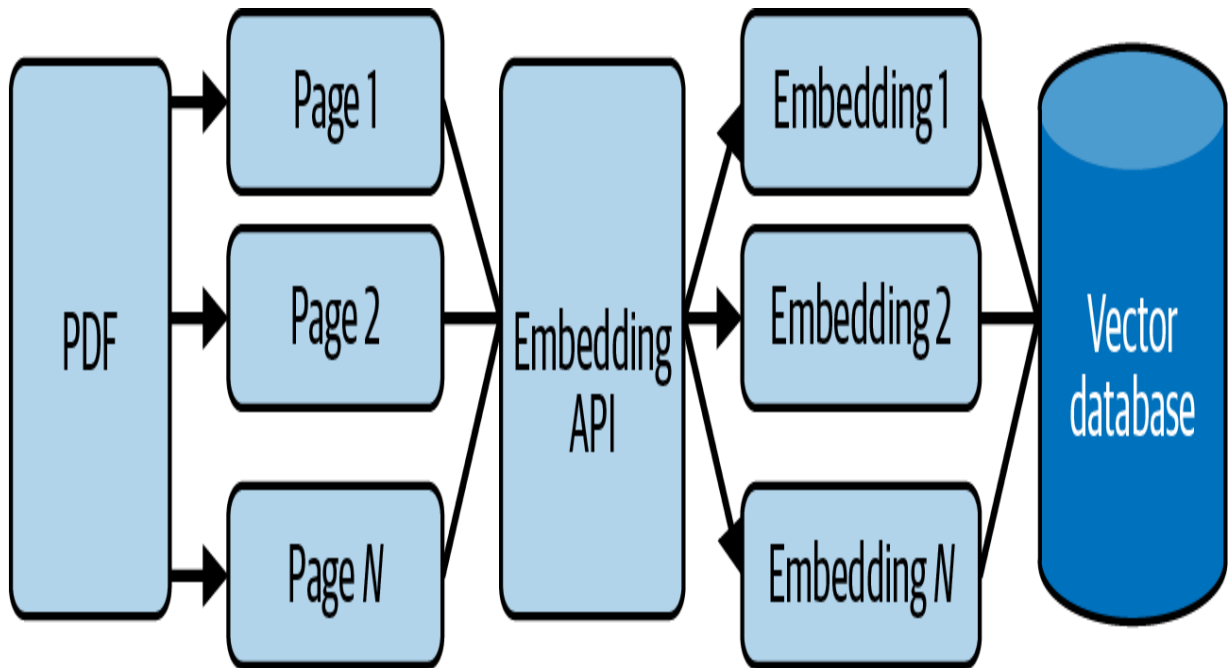 PDF
Page 1
Page 2
Page N
Embedding
API
Embedding 1
Embedding 2
Embedding N
Vector
database